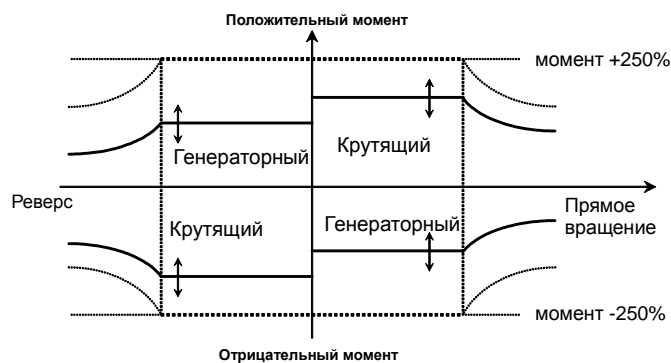 Положительный момент
момент +250%
Генераторный
Крутящий
Реверс
Прямое
вращение
Крутящий
Генераторный
момент -250%
Отрицательный момент